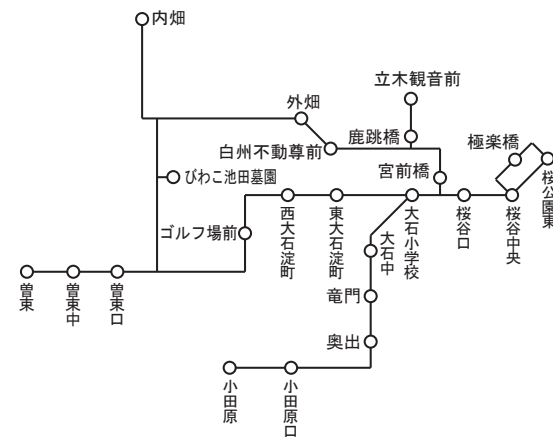 内畑
立木観音前
外畑
鹿跳橋
極楽橋
白州不動尊前
宮前橋
びわこ池田墓園
桜公園東
ゴルフ場前
西大石淀町
東大石淀町
大石小学校
桜谷口
桜谷中央
大石中
曽東
曽東中
曽東口
竜門
奥出
小田原
小田原口